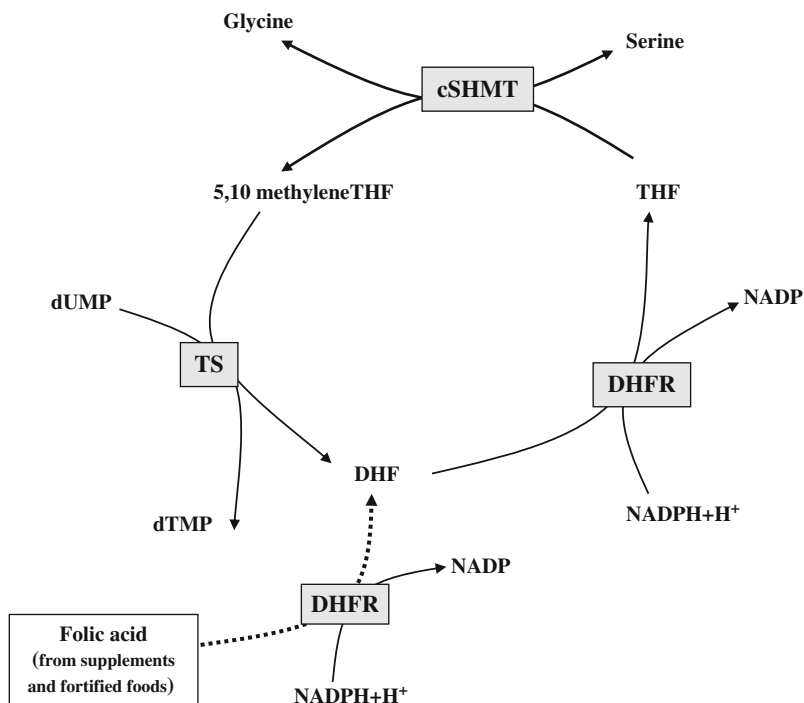 Glycine
Serine
cSHMT
5,10 methyleneTHF
THF
dUMP
NADP
TS
DHFR
DHF
NADPH+H⁺
dTMP
NADP
DHFR
Folic acid
(from supplements
and fortified foods)
NADPH+H⁺